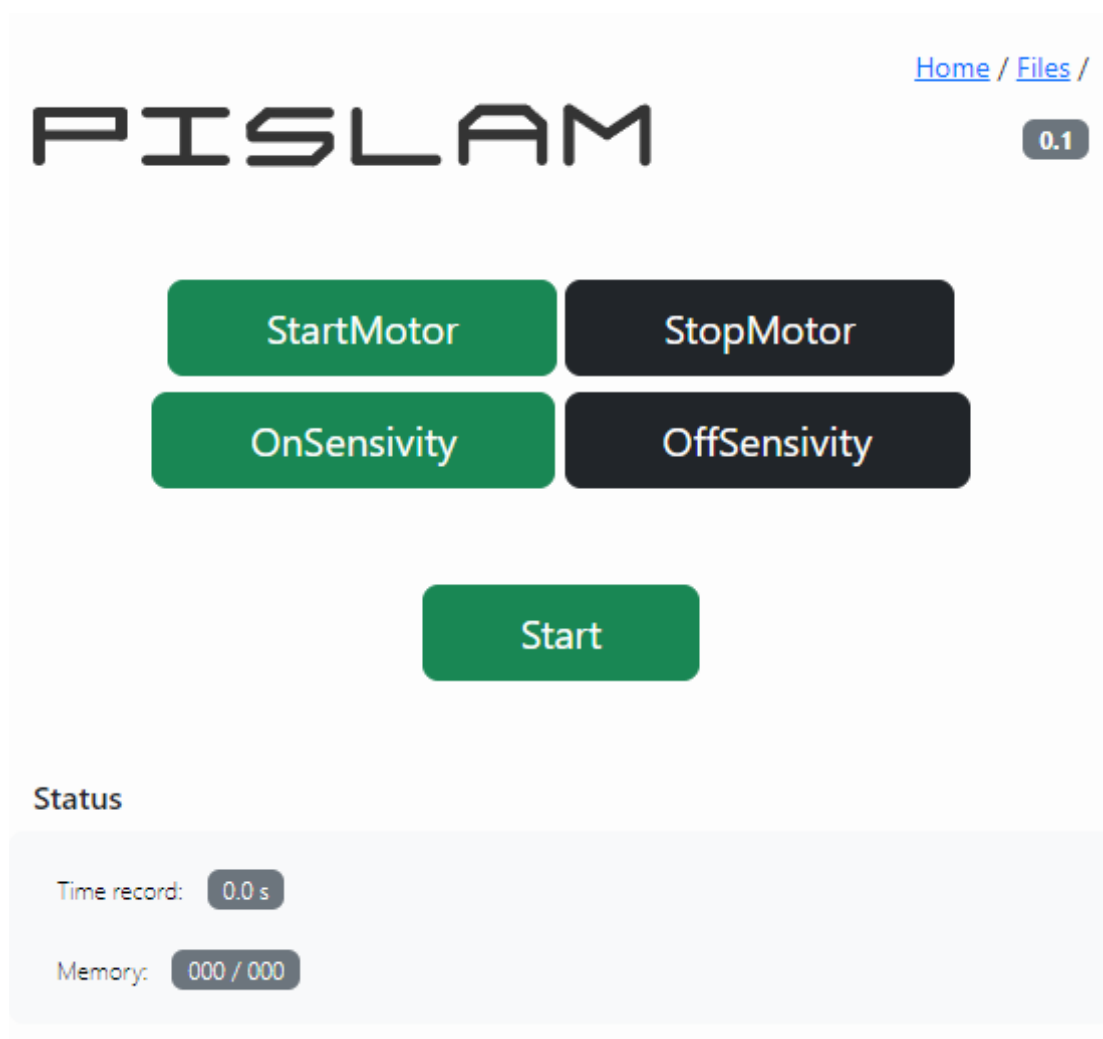 Home / Files /
PISLAM
0.1
StartMotor StopMotor
OnSensivity OffSensivity
Start
Status
Time record: 0.0 s
Memory: 000 / 000